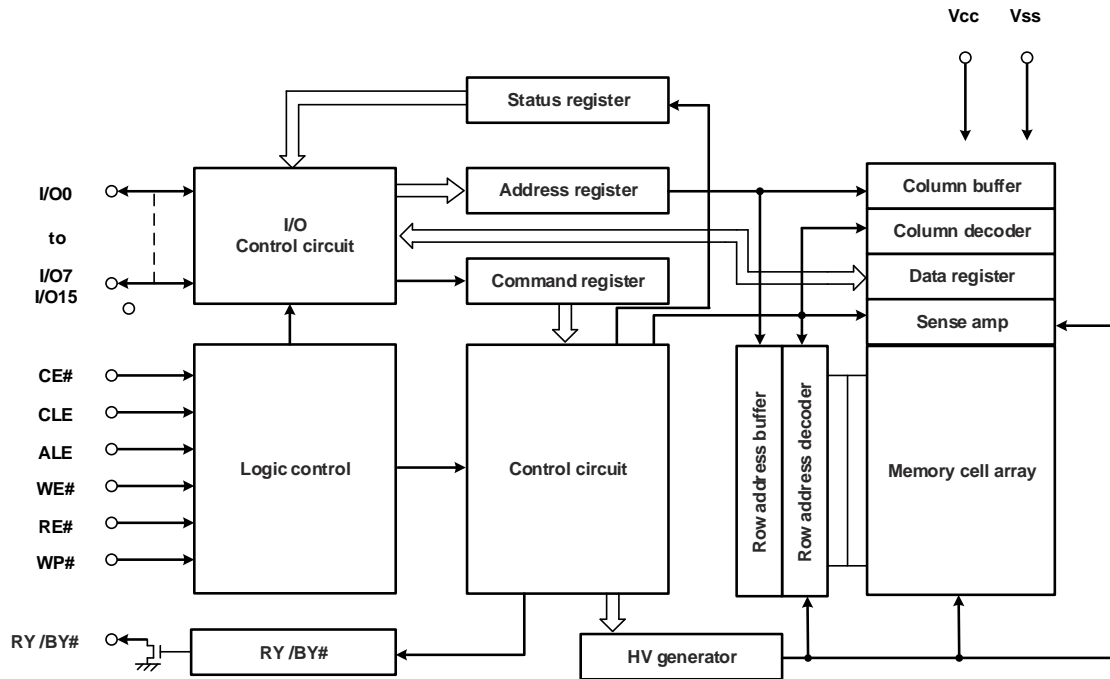 Vcc
Vss
Status register
I/O0
to
I/O7
I/O15
I/O
Control circuit
Address register
Command register
Column buffer
Column decoder
Data register
Sense amp
CE#
CLE
ALE
WE#
RE#
WP#
Logic control
Control circuit
Row address buffer
Row address decoder
Memory cell array
RY /BY#
RY /BY#
HV generator